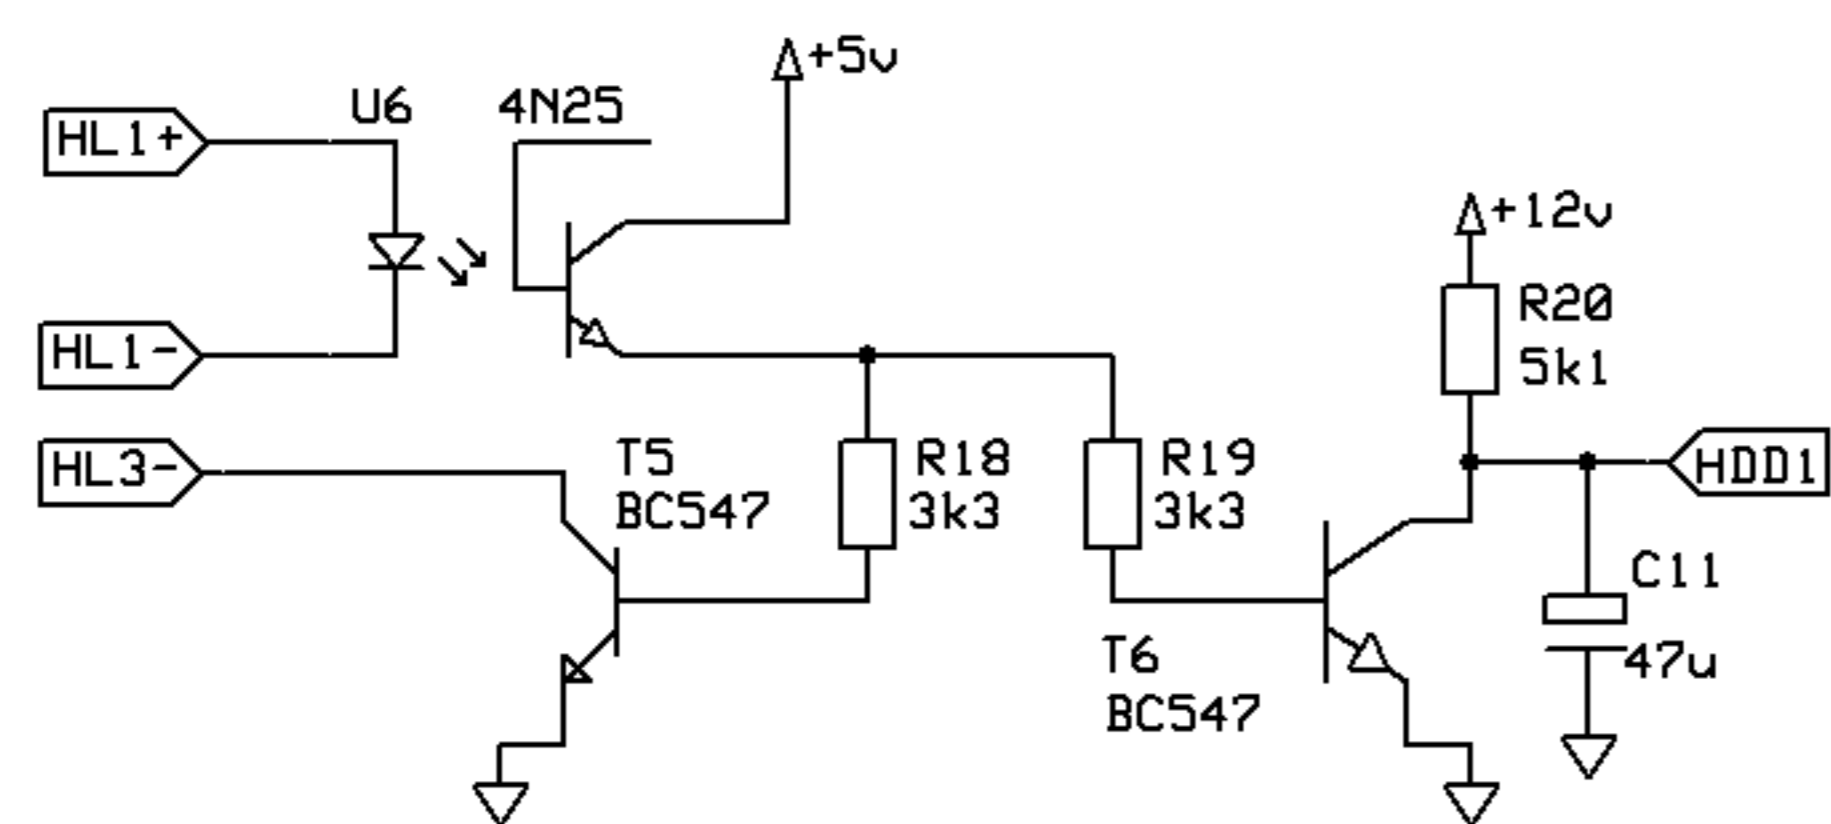 +5v
U6
4N25
HL1+
+12v
R20
5k1
HL1-
HL3-
T5
BC547
R18
3k3
R19
3k3
HDD1
C11
47u
T6
BC547